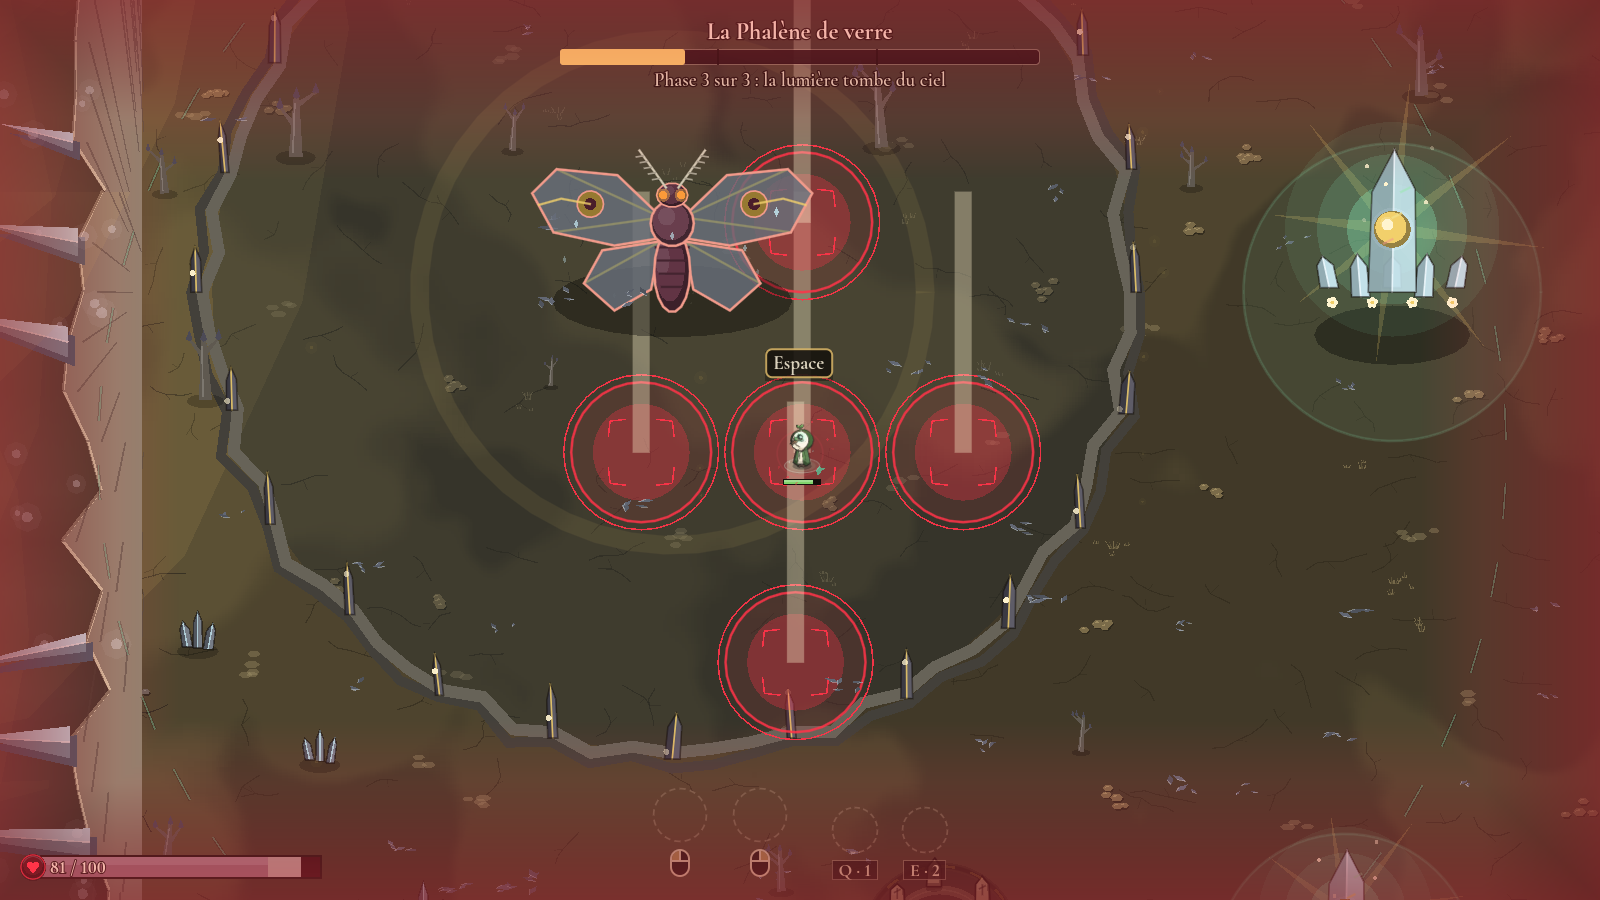 La Phalène de verre
Phase 3 sur 3 : la lumière tombe du ciel
Espace
81 / 100
Q · 1
E · 2